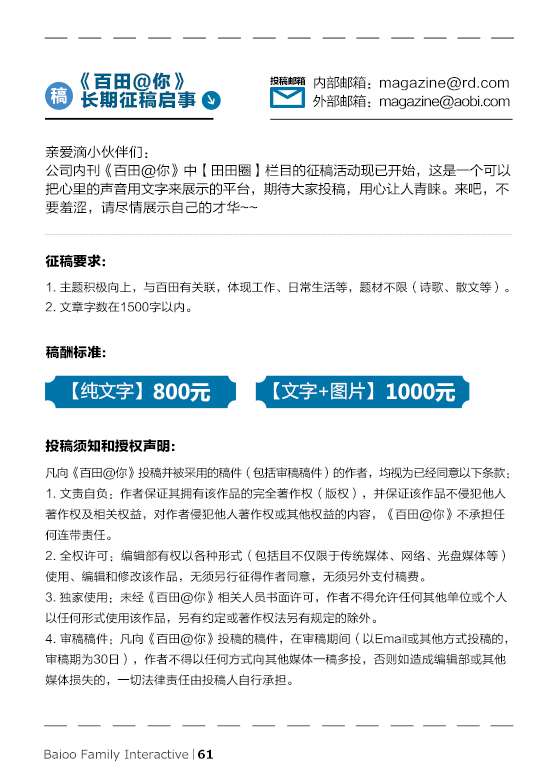 稿
《百田@你》
长期征稿启事
投稿邮箱
内部邮箱：magazine@rd.com
外部邮箱：magazine@aobi.com
亲爱滴小伙伴们：
公司内刊《百田@你》中【田田圈】栏目的征稿活动现已开始，这是一个可以
把心里的声音用文字来展示的平台，期待大家投稿，用心让人青睐。来吧，不
要羞涩，请尽情展示自己的才华~~
征稿要求：
1. 主题积极向上，与百田有关联，体现工作、日常生活等，题材不限（诗歌、散文等）。
2. 文章字数在1500字以内。
稿酬标准：
【纯文字】800元
【文字+图片】1000元
投稿须知和授权声明：
凡向《百田@你》投稿并被采用的稿件（包括审稿稿件）的作者，均视为已经同意以下条款：
1. 文责自负：作者保证其拥有该作品的完全著作权（版权），并保证该作品不侵犯他人
著作权及相关权益，对作者侵犯他人著作权或其他权益的内容，《百田@你》不承担任
何连带责任。
2. 全权许可：编辑部有权以各种形式（包括且不仅限于传统媒体、网络、光盘媒体等）
使用、编辑和修改该作品，无须另行征得作者同意，无须另外支付稿费。
3. 独家使用：未经《百田@你》相关人员书面许可，作者不得允许任何其他单位或个人
以任何形式使用该作品，另有约定或著作权法另有规定的除外。
4. 审稿稿件：凡向《百田@你》投稿的稿件，在审稿期间（以Email或其他方式投稿的，
审稿期为30日），作者不得以任何方式向其他媒体一稿多投，否则如造成编辑部或其他
媒体损失的，一切法律责任由投稿人自行承担。
Baioo Family Interactive | 61